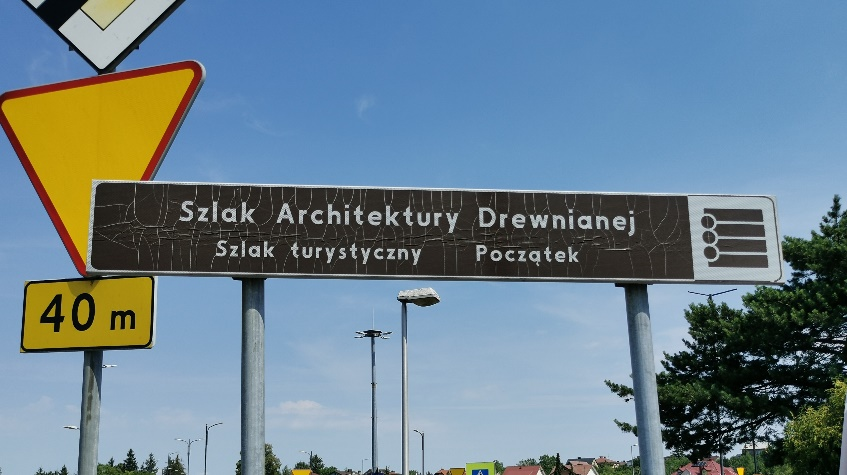 Szlak Architektury Drewnianej
Szlak turystyczny Początek
40 m